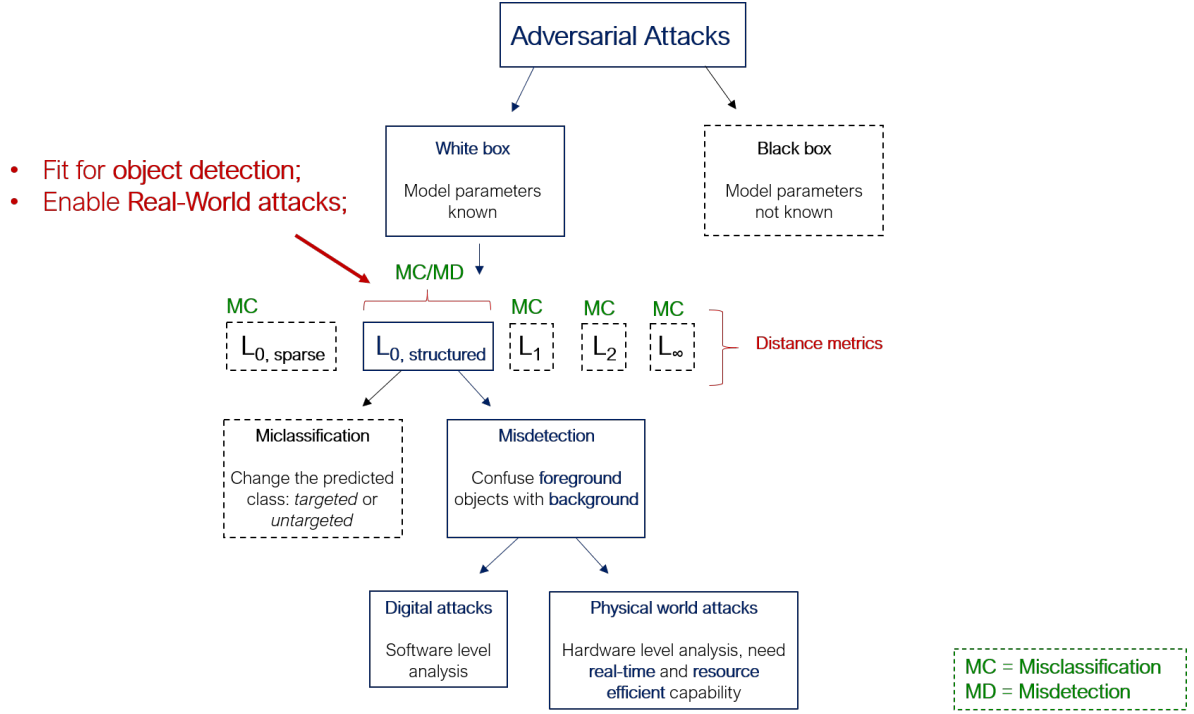 Adversarial Attacks
White box
Model parameters
known
Black box
Model parameters
not known
• Fit for object detection;
• Enable Real-World attacks;
MC/MD
MC
MC
MC
MC
L0, sparse
L0, structured
L1
L2
L∞
Distance metrics
Miclassification
Change the predicted
class: targeted or
untargeted
Misdetection
Confuse foreground
objects with background
Digital attacks
Software level
analysis
Physical world attacks
Hardware level analysis, need
real-time and resource
efficient capability
MC = Misclassification
MD = Misdetection